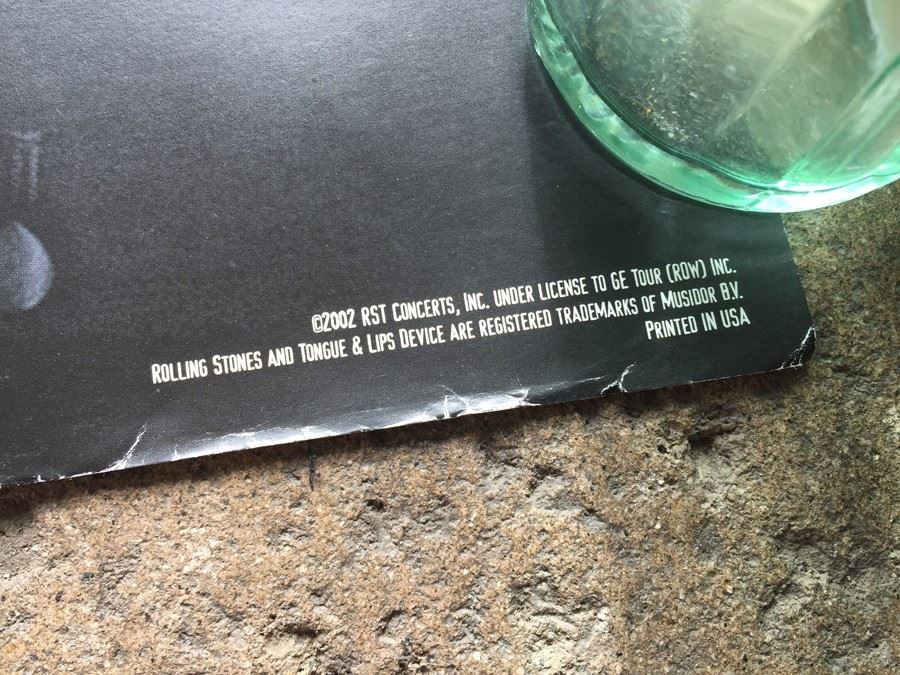 ©2002 RST Concerts, Inc. under license to GE Tour (ROW) Inc.
Rolling Stones and Tongue & Lips Device are registered trademarks of Musidor B.V.
Printed in USA